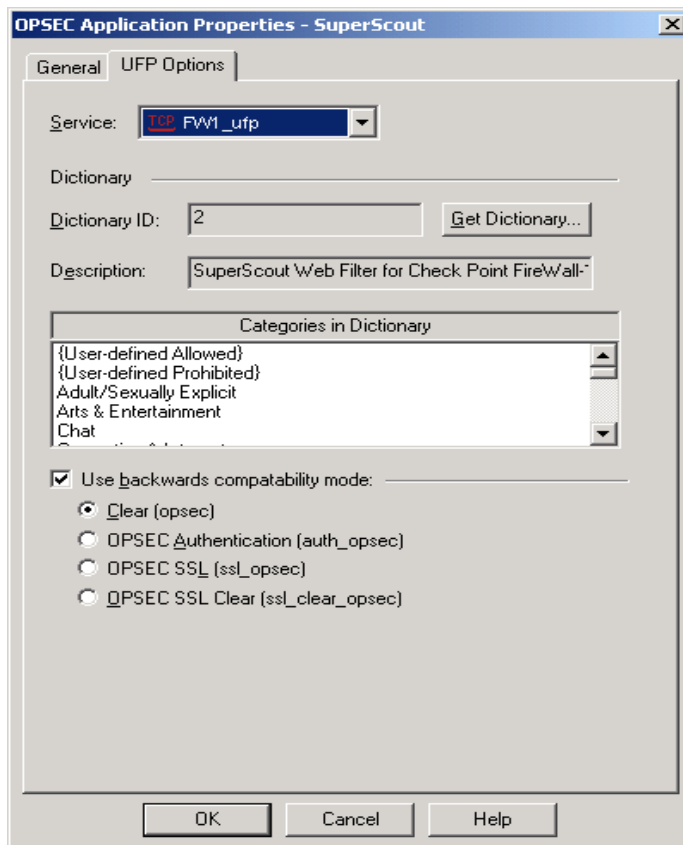 OPSEC Application Properties - SuperScout
General UFP Options
Service: TCP FW1_ufp
Dictionary
Dictionary ID: 2 Get Dictionary...
Description: SuperScout Web Filter for Check Point FireWall-
Categories in Dictionary
{User-defined Allowed}
{User-defined Prohibited}
Adult/Sexually Explicit
Arts & Entertainment
Chat
Use backwards compatability mode:
Clear (opsec)
OPSEC Authentication (auth_opsec)
OPSEC SSL (ssl_opsec)
OPSEC SSL Clear (ssl_clear_opsec)
OK Cancel Help